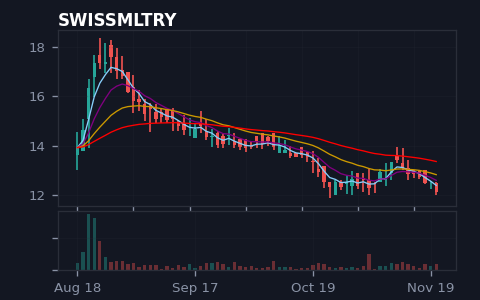 SWISSMLTRY
18
16
14
12
Aug 18
Sep 17
Oct 19
Nov 19